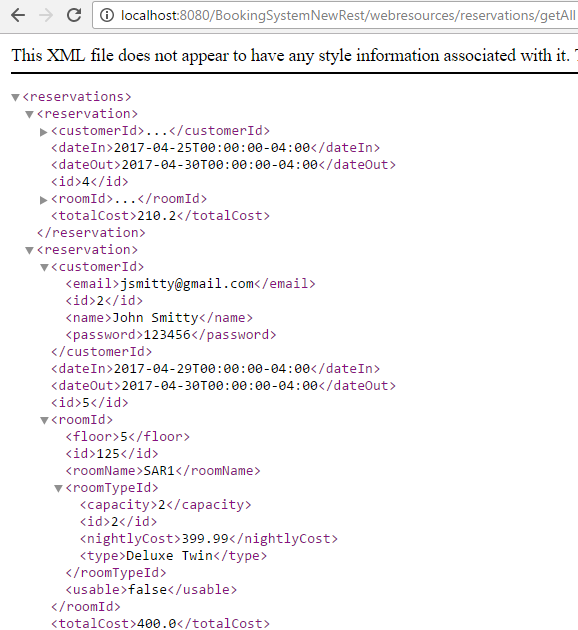 localhost:8080/BookingSystemNewRest/webresources/reservations/getAll
This XML file does not appear to have any style information associated with it.
<reservations>
<reservation>
<customerId>...</customerId>
<dateIn>2017-04-25T00:00:00-04:00</dateIn>
<dateOut>2017-04-30T00:00:00-04:00</dateOut>
<id>4</id>
<roomId>...</roomId>
<totalCost>210.2</totalCost>
</reservation>
<reservation>
<customerId>
<email>jsmitty@gmail.com</email>
<id>2</id>
<name>John Smitty</name>
<password>123456</password>
</customerId>
<dateIn>2017-04-29T00:00:00-04:00</dateIn>
<dateOut>2017-04-30T00:00:00-04:00</dateOut>
<id>5</id>
<roomId>
<floor>5</floor>
<id>125</id>
<roomName>SAR1</roomName>
<roomTypeId>
<capacity>2</capacity>
<id>2</id>
<nightlyCost>399.99</nightlyCost>
<type>Deluxe Twin</type>
</roomTypeId>
<usable>false</usable>
</roomId>
<totalCost>400.0</totalCost>